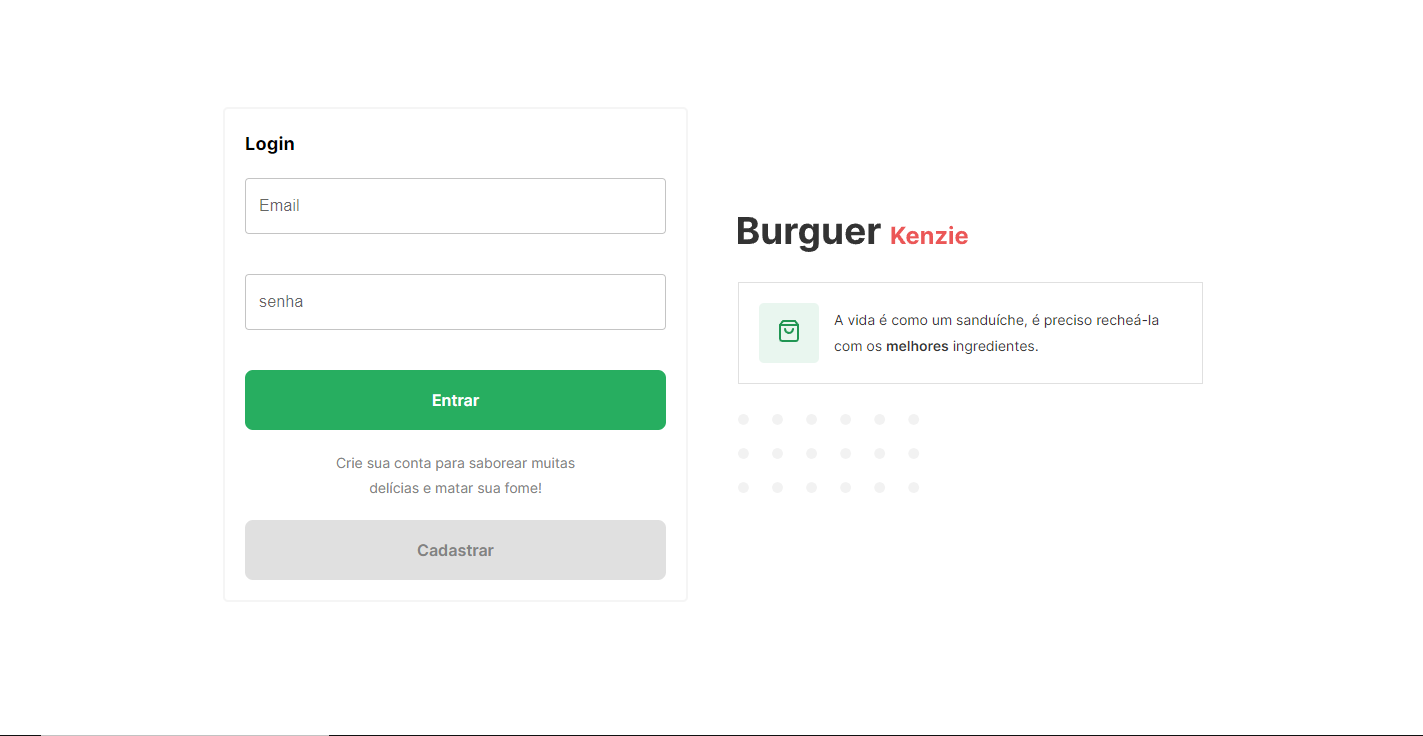 Login
Email
senha
Entrar
Crie sua conta para saborear muitas
delícias e matar sua fome!
Cadastrar
Burguer Kenzie
A vida é como um sanduíche, é preciso recheá-la
com os melhores ingredientes.